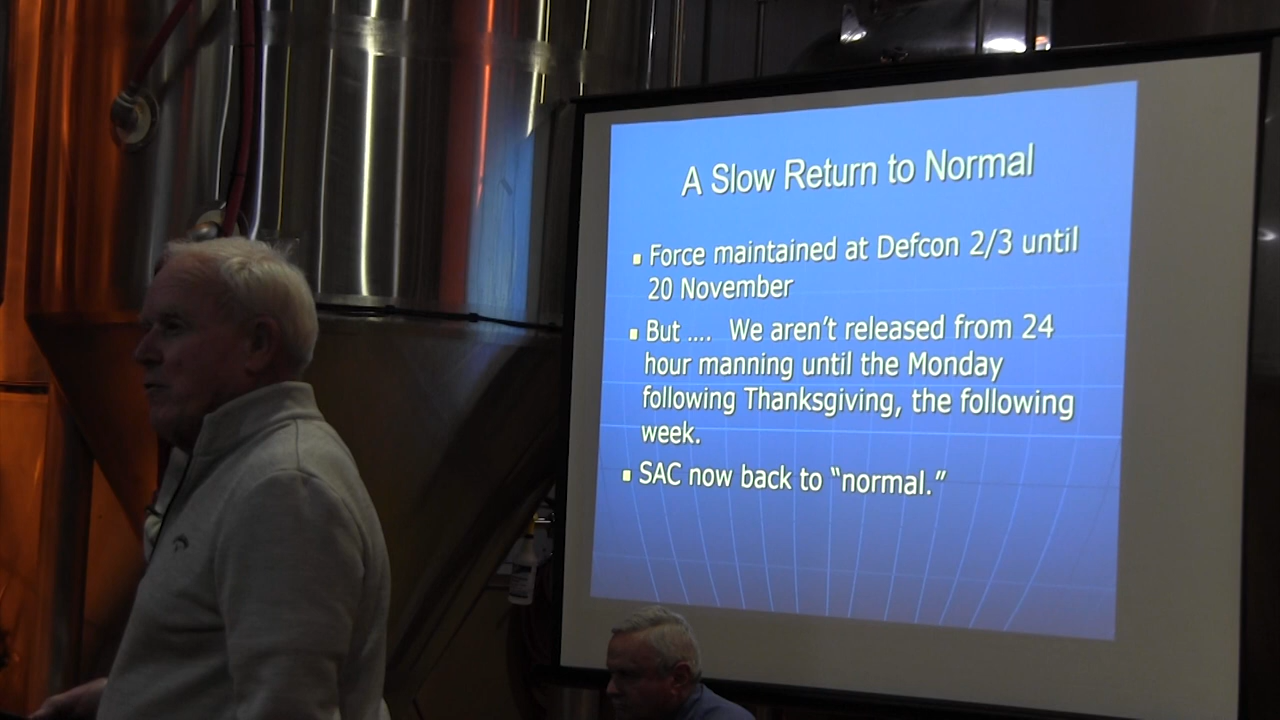 A Slow Return to Normal
Force maintained at Defcon 2/3 until
20 November
But .... We aren't released from 24
hour manning until the Monday
following Thanksgiving, the following
week.
SAC now back to “normal.”